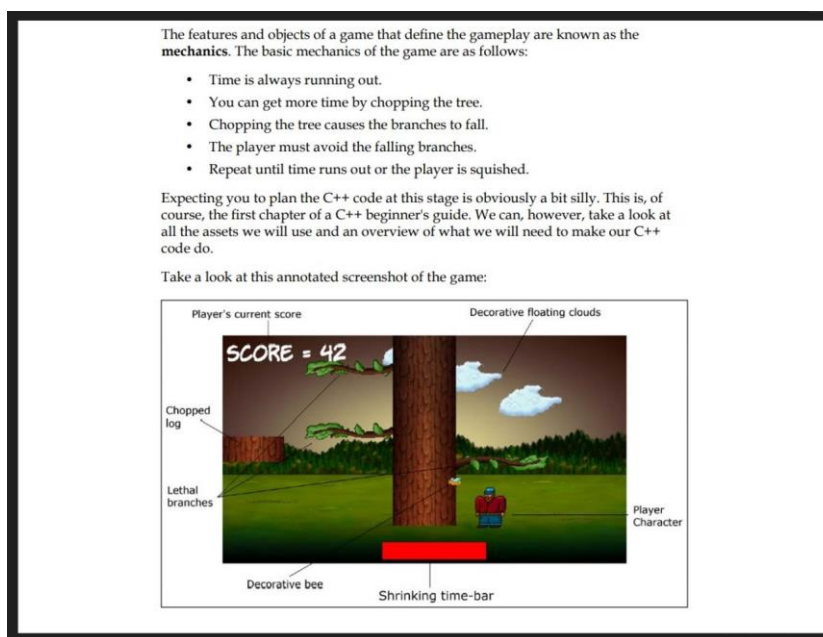 The features and objects of a game that define the gameplay are known as the
mechanics. The basic mechanics of the game are as follows:
• Time is always running out.
• You can get more time by chopping the tree.
• Chopping the tree causes the branches to fall.
• The player must avoid the falling branches.
• Repeat until time runs out or the player is squished.
Expecting you to plan the C++ code at this stage is obviously a bit silly. This is, of
course, the first chapter of a C++ beginner's guide. We can, however, take a look at
all the assets we will use and an overview of what we will need to make our C++
code do.
Take a look at this annotated screenshot of the game:
Player's current score
Decorative floating clouds
SCORE = 42
Chopped
log
Lethal
branches
Player
Character
Decorative bee
Shrinking time-bar